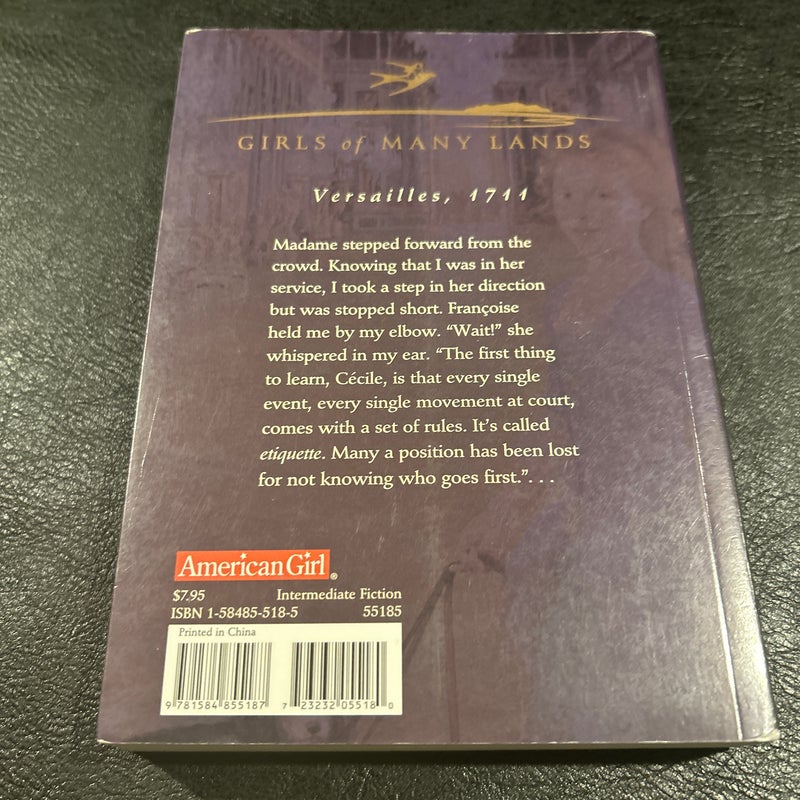 GIRLS of MANY LANDS
Versailles, 1711
Madame stepped forward from the
crowd. Knowing that I was in her
service, I took a step in her direction
but was stopped short. Françoise
held me by my elbow. “Wait!” she
whispered in my ear. “The first thing
to learn, Cécile, is that every single
event, every single movement at court,
comes with a set of rules. It’s called
etiquette. Many a position has been lost
for not knowing who goes first.”. . .
American Girl®
$7.95 Intermediate Fiction
ISBN 1-58485-518-5 55185
Printed in China
9 781584 855187 7 23232 05518 0